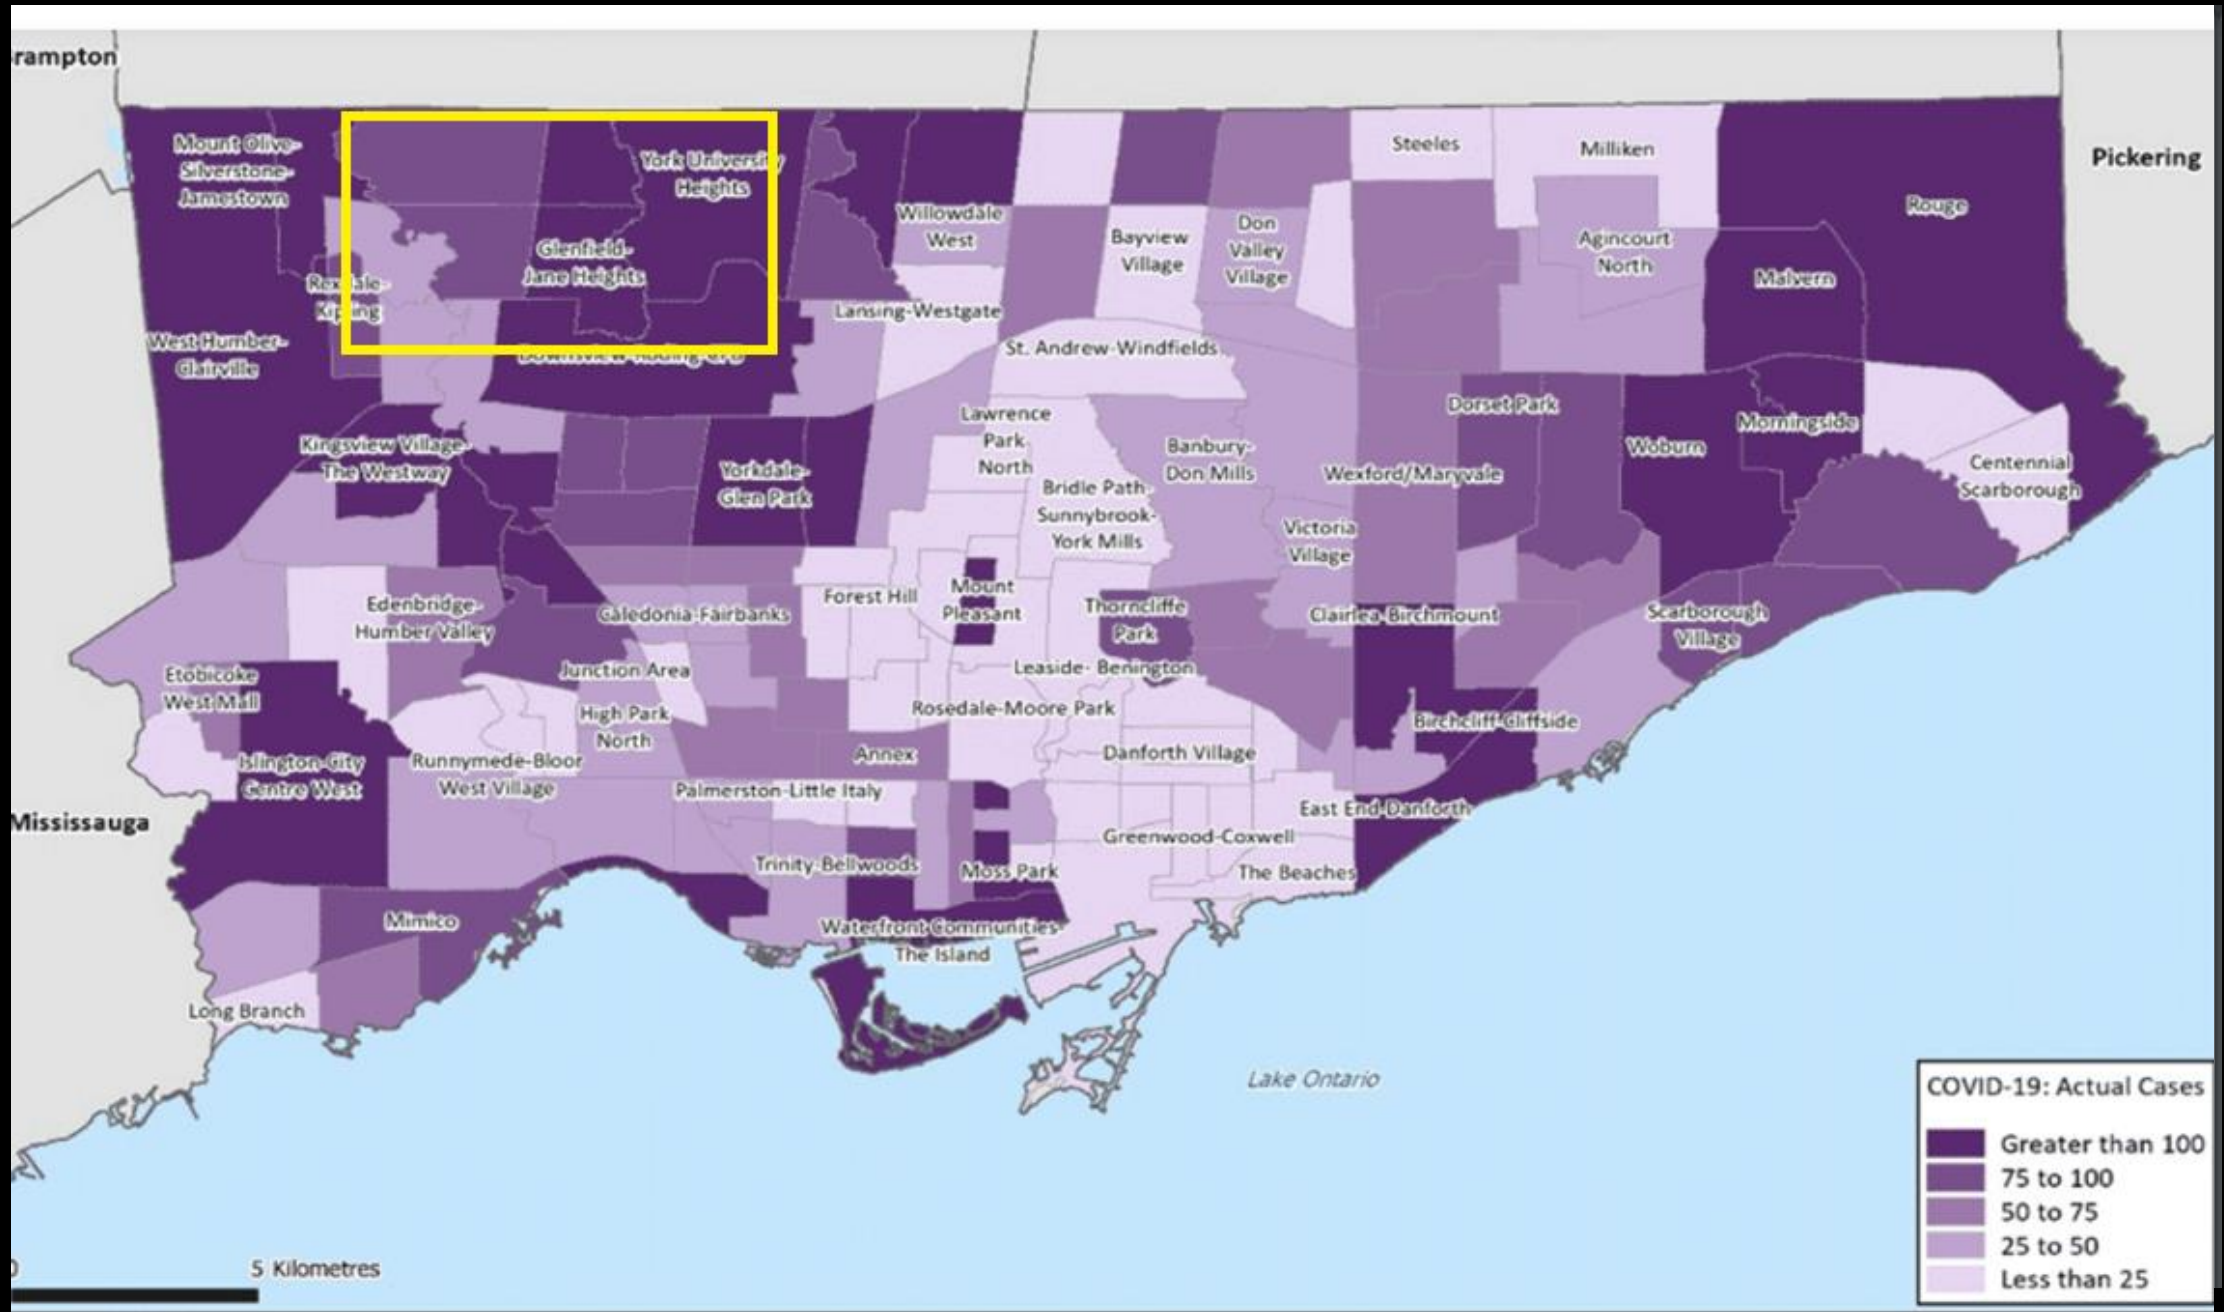 rampton
Pickering
Mount Olive-
Silverstone-
Jamestown
York University
Heights
Steeles
Milliken
Rouge
Willowdale
West
Bayview
Village
Don
Valley
Village
Agincourt
North
Malvern
Glenfield-
Jane Heights
Rexdale-
Kipling
Lansing-Westgate
West Humber-
Clairville
St. Andrew-Windfields
Kingsview Village-
The Westway
Yorkdale-
Glen Park
Lawrence
Park
North
Bridle Path-
Sunnybrook-
York Mills
Banbury-
Don Mills
Dorset Park
Wexford/Maryvale
Woburn
Morningside
Centennial
Scarborough
Victoria
Village
Edenbridge-
Humber Valley
Caledonia-Fairbanks
Forest Hill
Mount
Pleasant
Thorncliffe
Park
Clairlea-Birchmount
Scarborough
Village
Etobicoke
West Mall
Junction Area
Leaside- Benington
High Park
North
Rosedale-Moore Park
Birchcliff-Cliffside
Islington-City
Centre West
Runnymede-Bloor
West Village
Annex
Danforth Village
Palmerston-Little Italy
East End-Danforth
Mississauga
Greenwood-Coxwell
Trinity-Bellwoods
Moss Park
The Beaches
Mimico
Waterfront Communities-
The Island
Long Branch
Lake Ontario
5 Kilometres
COVID-19: Actual Cases
Greater than 100
75 to 100
50 to 75
25 to 50
Less than 25